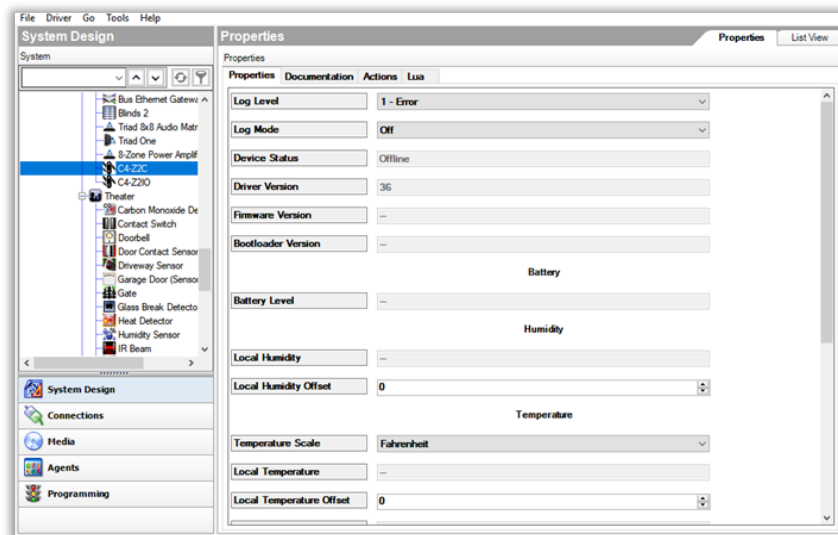 File Driver Go Tools Help
System Design
System
Bus Ethernet Gatewa
Blinds 2
Triad 8x8 Audio Matr
Triad One
8-Zone Power Amplif
C4-Z2C
C4-Z2IO
Theater
Carbon Monoxide De
Contact Switch
Doorbell
Door Contact Sensor
Driveway Sensor
Garage Door (Sensor
Gate
Glass Break Detecto
Heat Detector
Humidity Sensor
IR Beam
System Design
Connections
Media
Agents
Programming
Properties
Properties List View
Properties
Properties Documentation Actions Lua
Log Level 1 - Error
Log Mode Off
Device Status Offline
Driver Version 36
Firmware Version --
Bootloader Version --
Battery
Battery Level --
Humidity
Local Humidity --
Local Humidity Offset 0
Temperature
Temperature Scale Fahrenheit
Local Temperature --
Local Temperature Offset 0